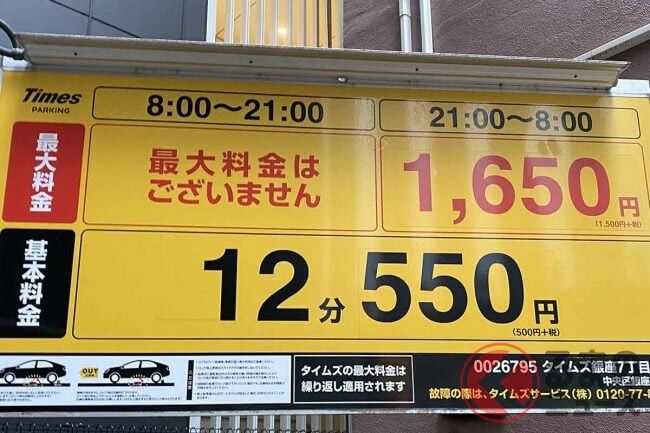 Times
PARKING
8:00〜21:00
21:00〜8:00
最大料金
最大料金は
ございません
1,650円
(1,500円+税)
基本料金
12分 550円
(500円+税)
OUT
タイムズの最大料金は
繰り返し適用されます
0026795 タイムズ銀座7丁目
中央区銀座
故障の際は、タイムズサービス(株) 0120-77-8